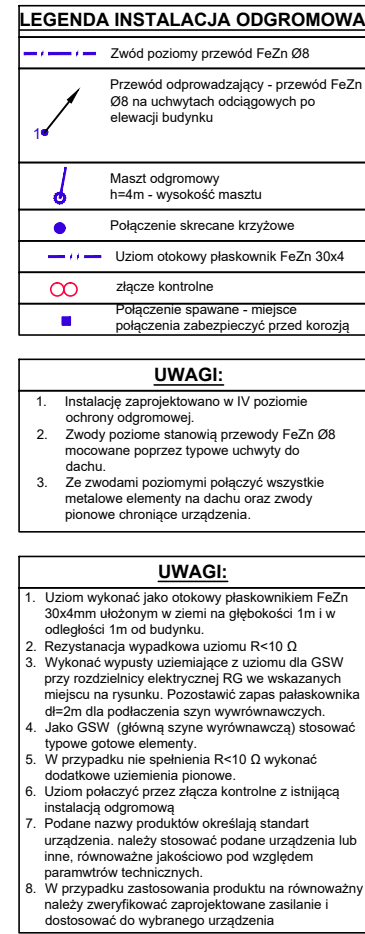 LEGENDA INSTALACJA ODGROMOWA
Zwód poziomy przewód FeZn Ø8
Przewód odprowadzający - przewód FeZn
Ø8 na uchwytach odciągowych po
elewacji budynku
1
Maszt odgromowy
h=4m - wysokość masztu
Połączenie skrecane krzyżowe
Uziom otokowy płaskownik FeZn 30x4
złącze kontrolne
Połączenie spawane - miejsce
połączenia zabezpieczyć przed korozją
UWAGI:
1. Instalację zaprojektowano w IV poziomie
ochrony odgromowej.
2. Zwody poziome stanowią przewody FeZn Ø8
mocowane poprzez typowe uchwyty do
dachu.
3. Ze zwodami poziomymi połączyć wszystkie
metalowe elementy na dachu oraz zwody
pionowe chroniące urządzenia.
UWAGI:
1. Uziom wykonać jako otokowy płaskownikiem FeZn
30x4mm ułożonym w ziemi na głębokości 1m i w
odległości 1m od budynku.
2. Rezystanacja wypadkowa uziomu R<10 Ω
3. Wykonać wypusty uziemiające z uziomu dla GSW
przy rozdzielnicy elektrycznej RG we wskazanych
miejscu na rysunku. Pozostawić zapas pałaskownika
dł=2m dla podłaczenia szyn wywrównawczych.
4. Jako GSW (główną szyne wyrównawczą) stosować
typowe gotowe elementy.
5. W przypadku nie spełnienia R<10 Ω wykonać
dodatkowe uziemienia pionowe.
6. Uziom połaczyć przez złącza kontrolne z istnijącą
instalacją odgromową
7. Podane nazwy produktów określają standart
urządzenia. należy stosować podane urządzenia lub
inne, równoważne jakościowo pod względem
paramwtrów technicznych.
8. W przypadku zastosowania produktu na równoważny
należy zweryfikować zaprojektowane zasilanie i
dostosować do wybranego urządzenia